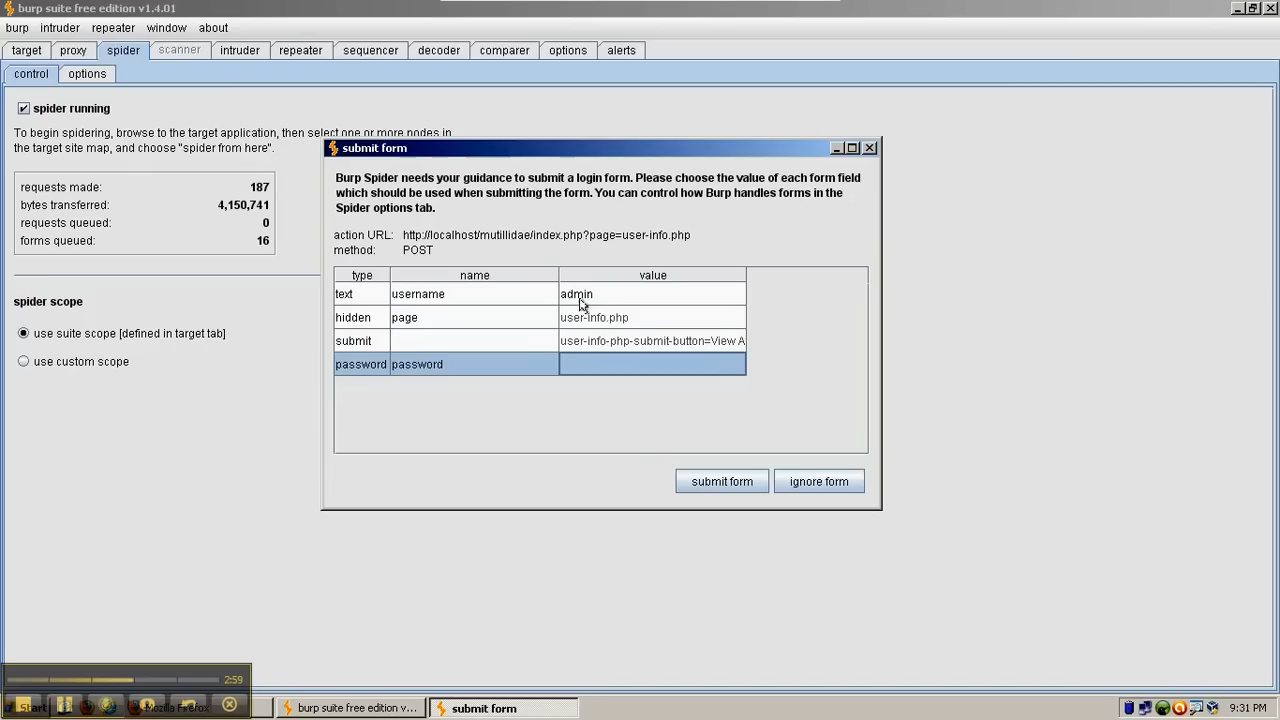 burp suite free edition v1.4.01
burp intruder repeater window about
target proxy spider scanner intruder repeater sequencer decoder comparer options alerts
control options
spider running
To begin spidering, browse to the target application, then select one or more nodes in
the target site map, and choose "spider from here".
requests made: 187
bytes transferred: 4,150,741
requests queued: 0
forms queued: 16
spider scope
use suite scope [defined in target tab]
use custom scope
submit form
Burp Spider needs your guidance to submit a login form. Please choose the value of each form field
which should be used when submitting the form. You can control how Burp handles forms in the
Spider options tab.
action URL: http://localhost/mutillidae/index.php?page=user-info.php
method: POST
type name value
text username admin
hidden page user-info.php
submit user-info-php-submit-button=View A
password password
submit form ignore form
2:59
Start Mozilla Firefox burp suite free edition v... submit form 9:31 PM